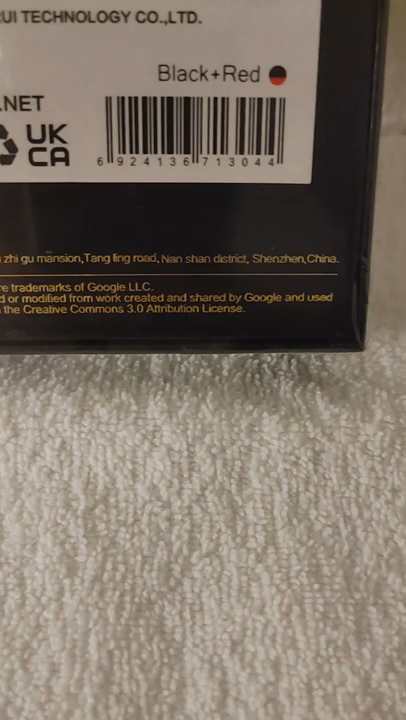 UI TECHNOLOGY CO.,LTD.
Black+Red
.NET
UK
CA
6 924136 713044
zhi gu mansion,Tang ling road, Nan shan district, Shenzhen,China.
re trademarks of Google LLC.
d or modified from work created and shared by Google and used
the Creative Commons 3.0 Attribution License.